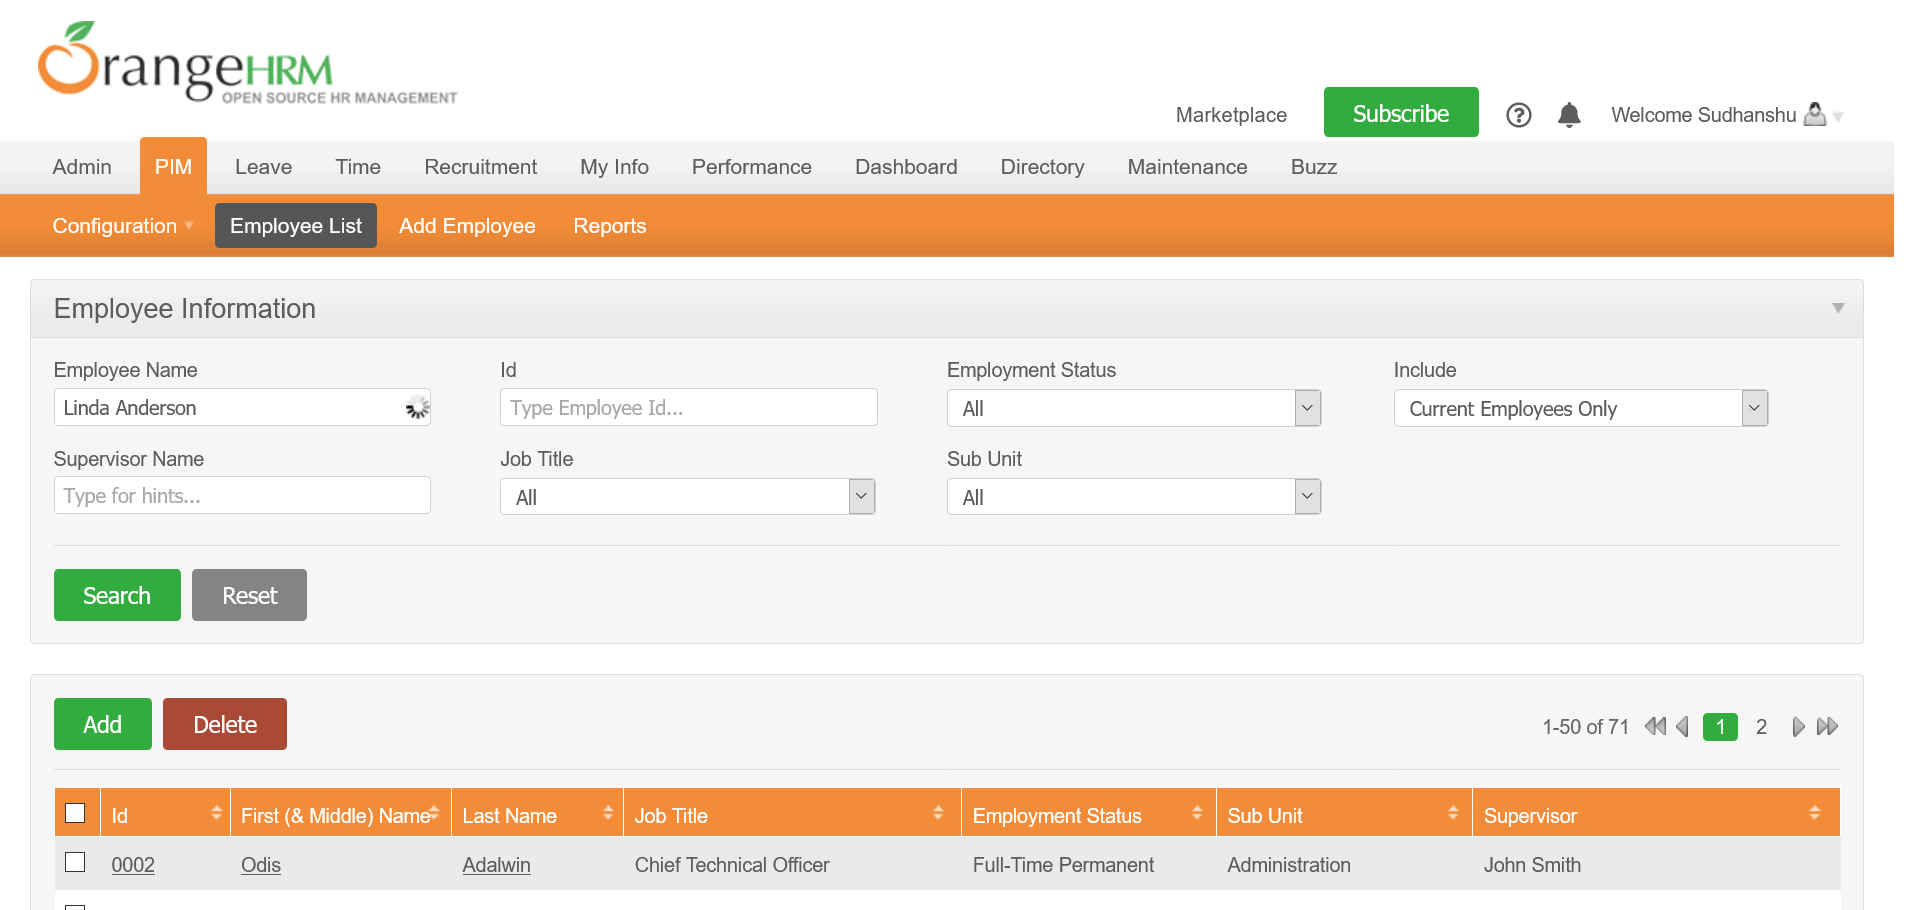 OrangeHRM
OPEN SOURCE HR MANAGEMENT
Marketplace Subscribe Welcome Sudhanshu
Admin PIM Leave Time Recruitment My Info Performance Dashboard Directory Maintenance Buzz
Configuration Employee List Add Employee Reports
Employee Information
Employee Name Id Employment Status Include
Linda Anderson Type Employee Id... All Current Employees Only
Supervisor Name Job Title Sub Unit
Type for hints... All All
Search Reset
Add Delete 1-50 of 71 1 2
Id First (& Middle) Name Last Name Job Title Employment Status Sub Unit Supervisor
0002 Odis Adalwin Chief Technical Officer Full-Time Permanent Administration John Smith